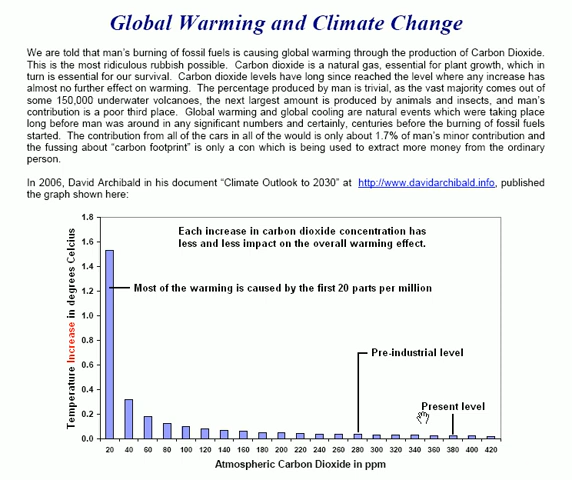 Global Warming and Climate Change
We are told that man's burning of fossil fuels is causing global warming through the production of Carbon Dioxide.
This is the most ridiculous rubbish possible. Carbon dioxide is a natural gas, essential for plant growth, which in
turn is essential for our survival. Carbon dioxide levels have long since reached the level where any increase has
almost no further effect on warming. The percentage produced by man is trivial, as the vast majority comes out of
some 150,000 underwater volcanoes, the next largest amount is produced by animals and insects, and man's
contribution is a poor third place. Global warming and global cooling are natural events which were taking place
long before man was around in any significant numbers and certainly, centuries before the burning of fossil fuels
started. The contribution from all of the cars in all of the would is only about 1.7% of man's minor contribution and
the fussing about "carbon footprint" is only a con which is being used to extract more money from the ordinary
person.
In 2006, David Archibald in his document "Climate Outlook to 2030" at http://www.davidarchibald.info, published
the graph shown here:
Temperature Increase in degrees Celcius
1.8
1.6
1.4
1.2
1.0
0.8
0.6
0.4
0.2
0.0
Each increase in carbon dioxide concentration has
less and less impact on the overall warming effect.
Most of the warming is caused by the first 20 parts per million
Pre-industrial level
Present level
20 40 60 80 100 120 140 160 180 200 220 240 260 280 300 320 340 360 380 400 420
Atmospheric Carbon Dioxide in ppm